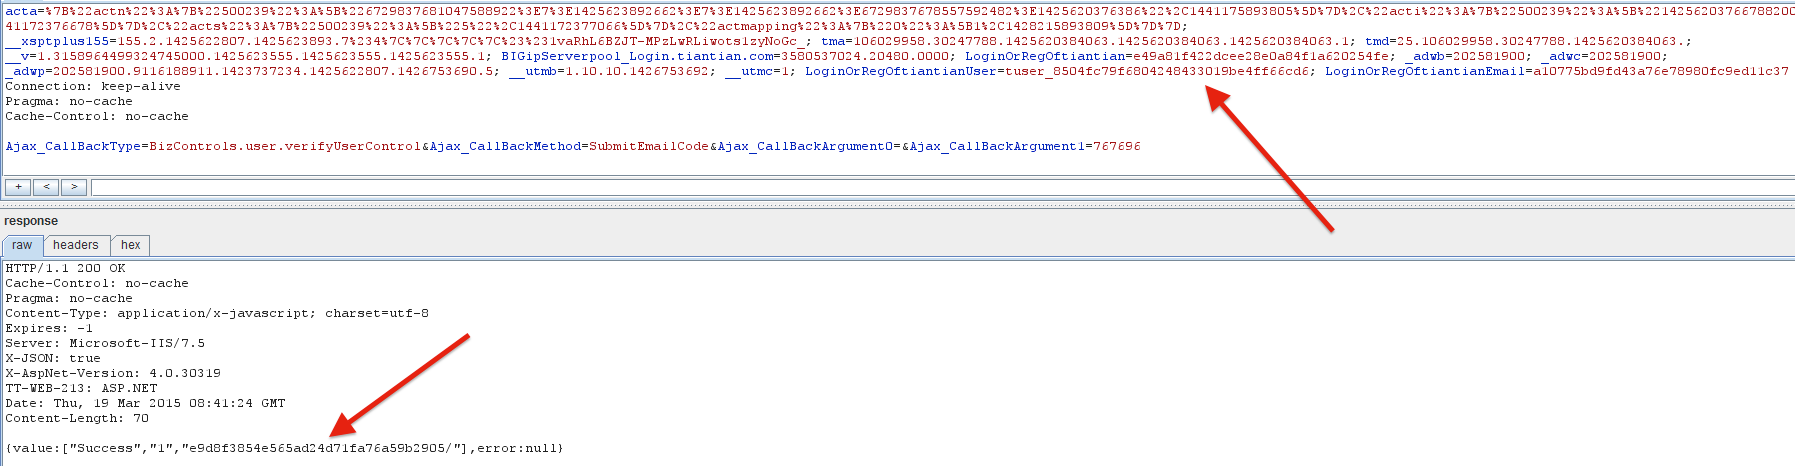 acta=%7B%22actn%22%3A%7B%22500239%22%3A%5B%22672983768104758892​2%3E7%3E1425623892662%3E7%3E1425623892662%3E6729837678557592482%3E1425620376386%22%2C1441175893805%5D%7D%2C%22acti%22%3A%7B%22500239%22%3A%5B%221425620376678820​0
41172376678%5D%7D%2C%22acts%22%3A%7B%22500239%22%3A%5B%225%22%2C1441172377066%5D%7D%2C%22actmapping%22%3A%7B%220%22%3A%5B1%2C1428215893809%5D%7D%7D;
__xsptplus155=155.2.1425622807.1425623893.7%234%7C%7C%7C%7C%7C%23%231vaRhL6BZJT-MPzLwRLiwots1zyNoGc_; tma=106029958.30247788.1425620384063.1425620384063.1425620384063.1; tmd=25.106029958.30247788.1425620384063.;
__v=1.3158964499324745000.1425623555.1425623555.1425623555.1; BIGipServerpool_Login.tiantian.com=3580537024.20480.0000; LoginOrRegOftiantian=e49a81f422dcee28e0a84f1a620254fe; _adwb=202581900; _adwc=202581900;
_adwp=202581900.9116188911.1423737234.1425622807.1426753690.5; __utmb=1.10.10.1426753692; __utmc=1; LoginOrRegOftiantianUser=tuser_8504fc79f6804248433019be4ff66cd6; LoginOrRegOftiantianEmail=a10775bd9fd43a76e78980fc9ed11c37
Connection: keep-alive
Pragma: no-cache
Cache-Control: no-cache
Ajax_CallBackType=BizControls.user.verifyUserControl&Ajax_CallBackMethod=SubmitEmailCode&Ajax_CallBackArgument0=&Ajax_CallBackArgument1=767696
+ < >
response
raw headers hex
HTTP/1.1 200 OK
Cache-Control: no-cache
Pragma: no-cache
Content-Type: application/x-javascript; charset=utf-8
Expires: -1
Server: Microsoft-IIS/7.5
X-JSON: true
X-AspNet-Version: 4.0.30319
TT-WEB-213: ASP.NET
Date: Thu, 19 Mar 2015 08:41:24 GMT
Content-Length: 70
{value:["Success","1","e9d8f3854e565ad24d71fa76a59b2905/"],error:null}